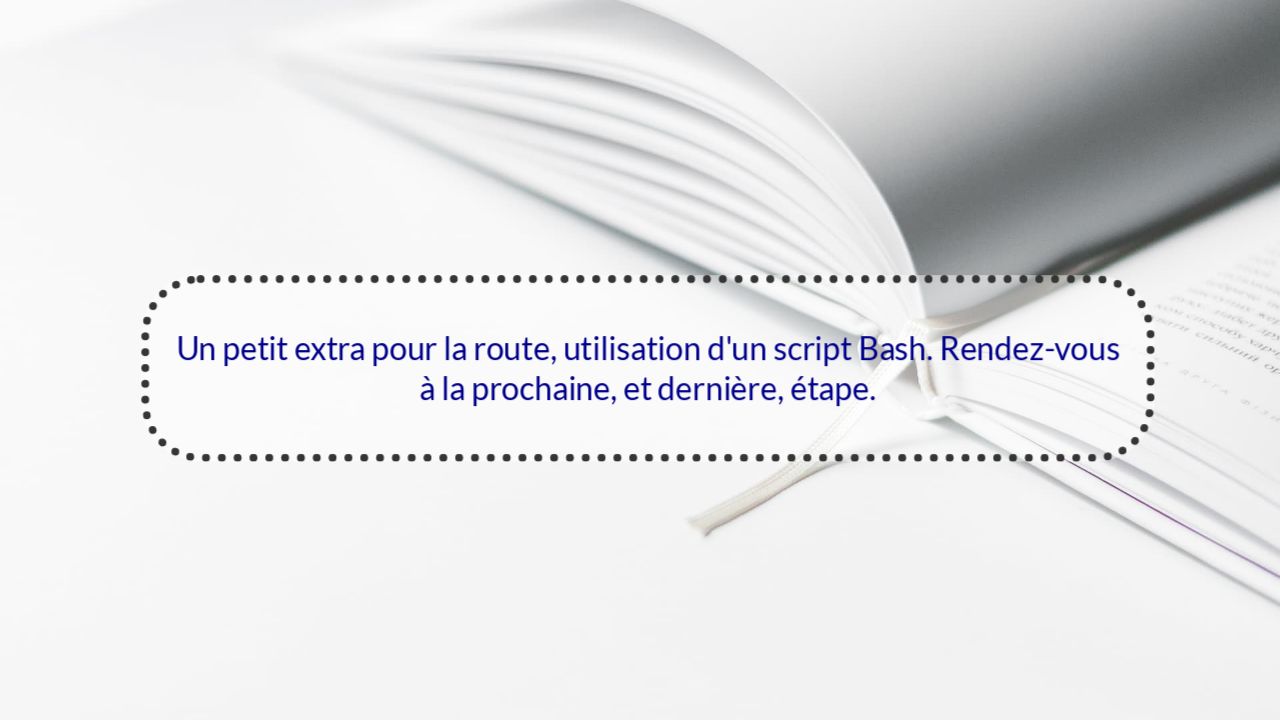 Un petit extra pour la route, utilisation d'un script Bash. Rendez-vous
à la prochaine, et dernière, étape.